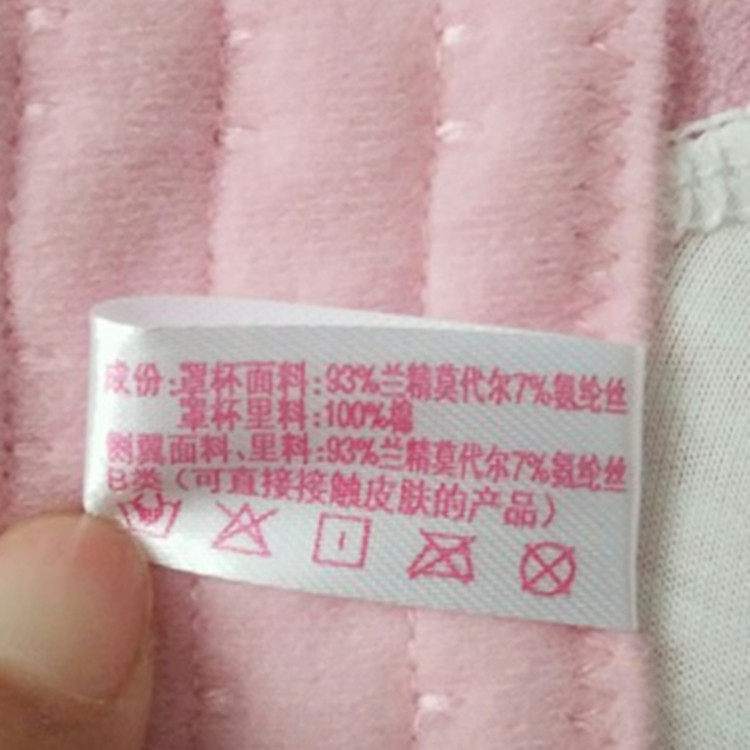 成份:罩杯面料:93%兰精莫代尔7%氨纶丝
罩杯里料:100%棉
侧翼面料、里料:93%兰精莫代尔7%氨纶丝
B类(可直接接触皮肤的产品)